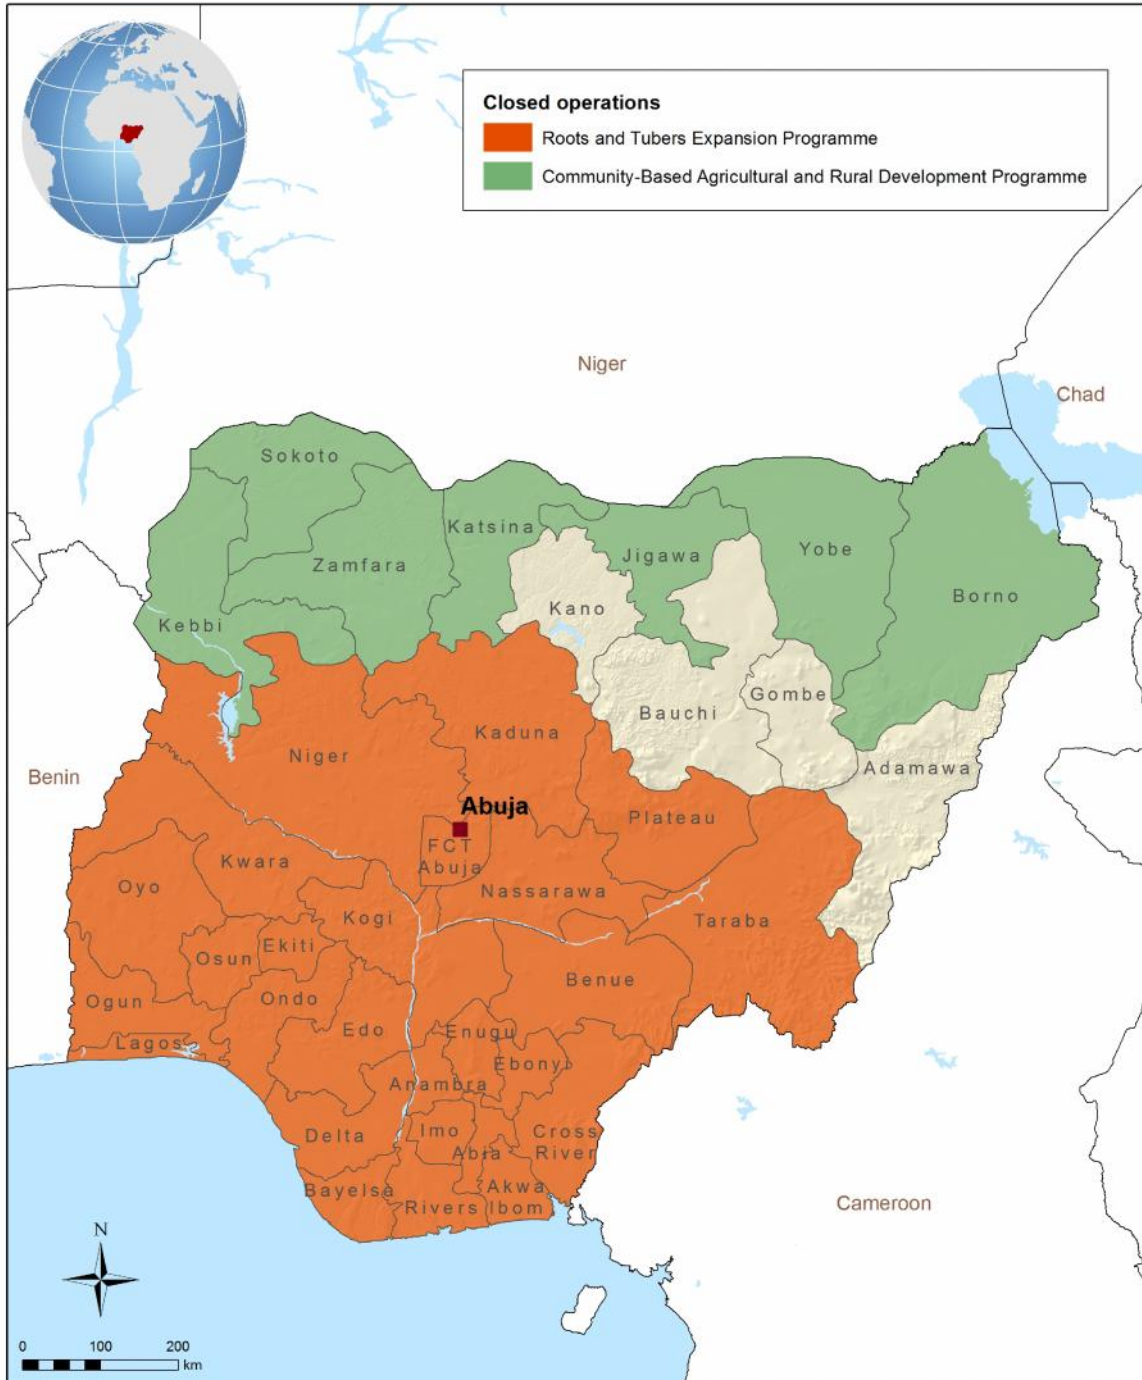 Closed operations
Roots and Tubers Expansion Programme
Community-Based Agricultural and Rural Development Programme
Niger
Chad
Sokoto
Katsina
Zamfara
Jigawa
Yobe
Borno
Kano
Kebbi
Gombe
Bauchi
Kaduna
Niger
Adamawa
Benin
Abuja
Plateau
FCT
Abuja
Kwara
Oyo
Nassarawa
Kogi
Taraba
Ekiti
Osun
Benue
Ogun
Ondo
Edo
Enugu
Lagos
Ebonyi
Anambra
Delta
Imo
Cross
River
Abia
Bayelsa
Akwa
Ibom
Rivers
Cameroon
N
0 100 200
km